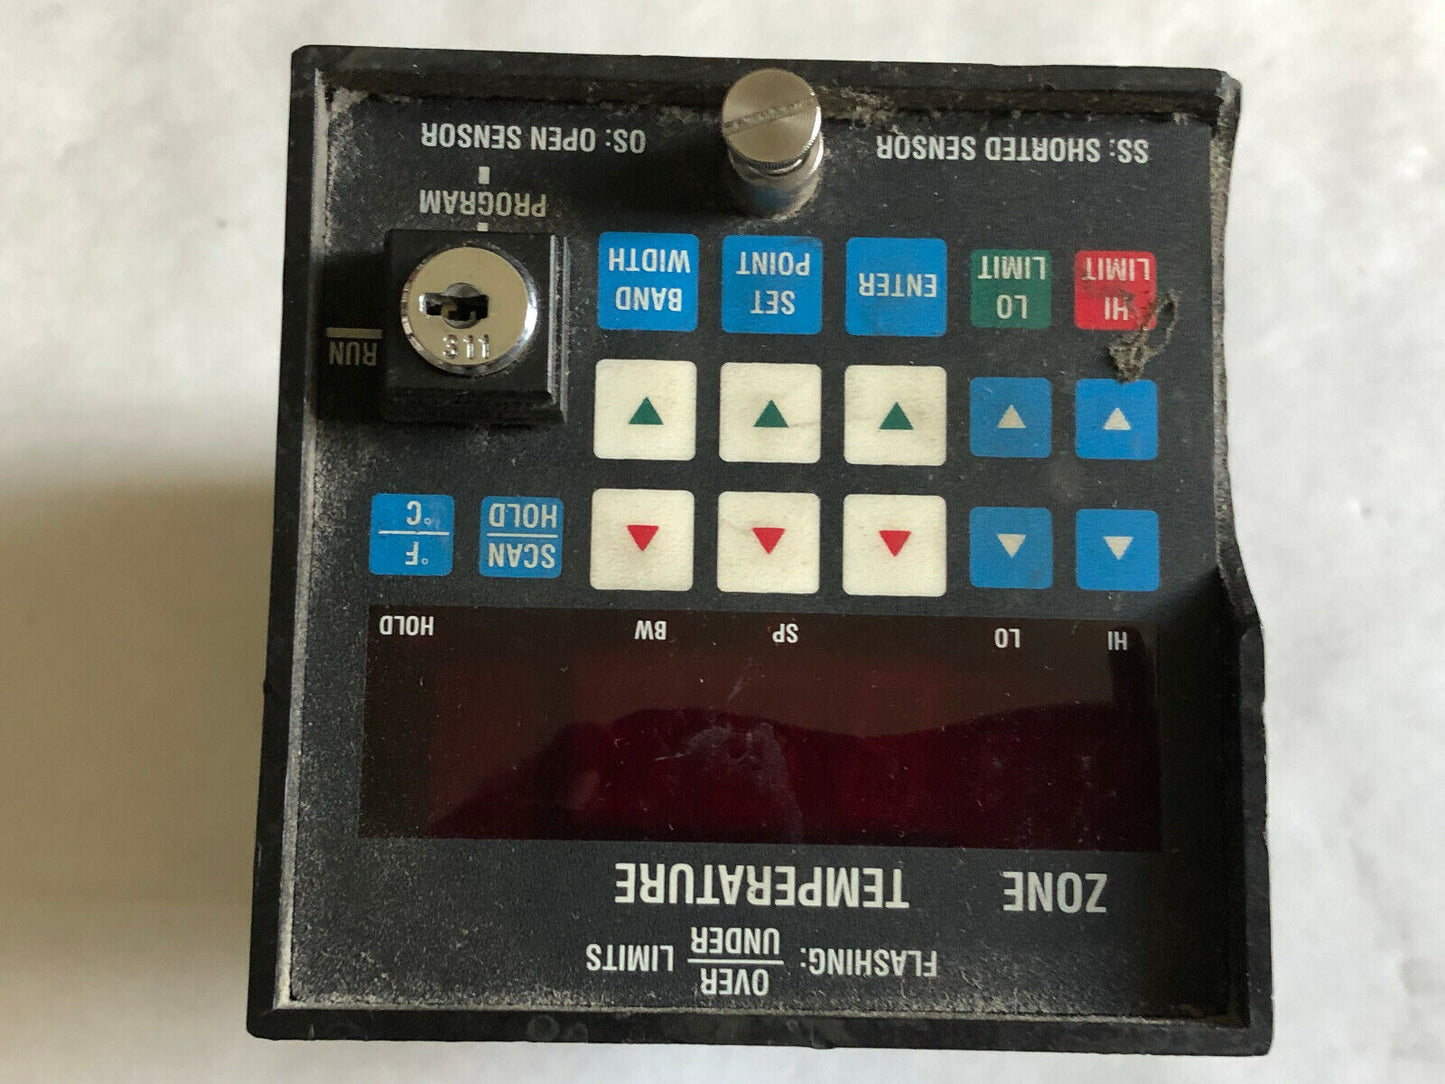 FLASHING: OVER
UNDER LIMITS
ZONE TEMPERATURE
HI LO SP BW HOLD
SCAN
HOLD
°F
°C
HI
LIMIT
LO
LIMIT
ENTER
SET
POINT
BAND
WIDTH
RUN
PROGRAM
SS: SHORTED SENSOR
OS: OPEN SENSOR